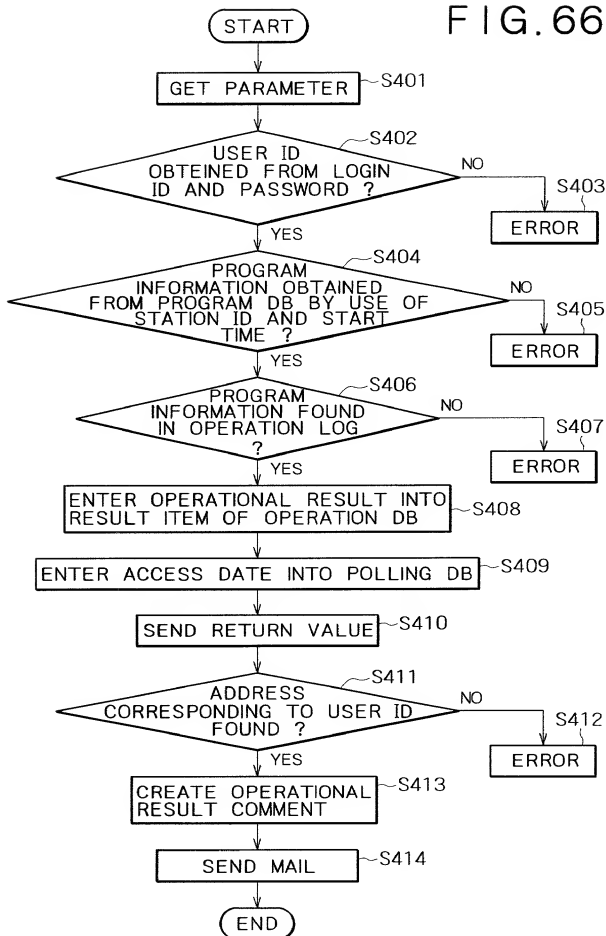 FIG. 66
START
GET PARAMETER
S401
S402
USER ID
OBTEINED FROM LOGIN
ID AND PASSWORD ?
NO
S403
ERROR
YES
S404
PROGRAM
INFORMATION OBTAINED
FROM PROGRAM DB BY USE OF
STATION ID AND START
TIME ?
NO
S405
ERROR
YES
S406
PROGRAM
INFORMATION FOUND
IN OPERATION LOG
?
NO
S407
ERROR
YES
ENTER OPERATIONAL RESULT INTO
RESULT ITEM OF OPERATION DB
S408
ENTER ACCESS DATE INTO POLLING DB
S409
SEND RETURN VALUE
S410
S411
ADDRESS
CORRESPONDING TO USER ID
FOUND ?
NO
S412
ERROR
YES
CREATE OPERATIONAL
RESULT COMMENT
S413
SEND MAIL
S414
END